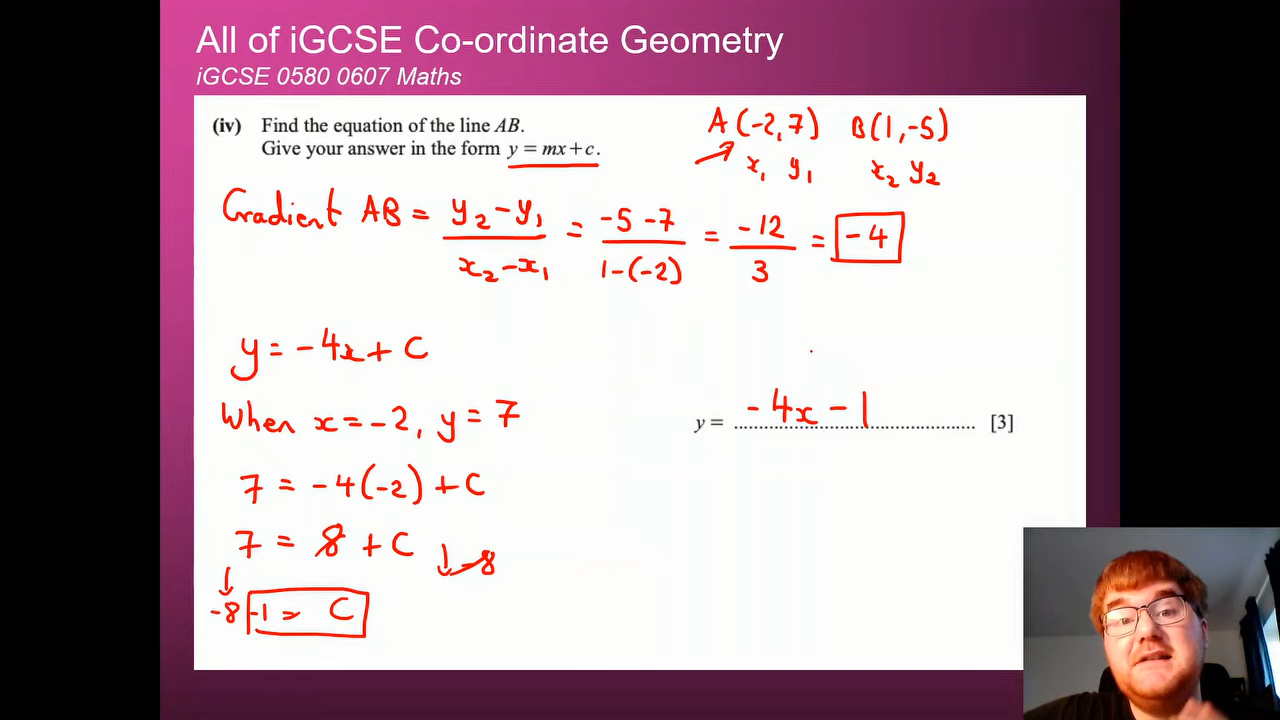 All of iGCSE Co-ordinate Geometry
iGCSE 0580 0607 Maths
(iv) Find the equation of the line AB.
Give your answer in the form y = mx + c.
A (-2, 7) B (1, -5)
x₁ y₁ x₂ y₂
Gradient AB = y₂ - y₁ / x₂ - x₁ = -5 - 7 / 1 - (-2) = -12 / 3 = -4
y = -4x + C
When x = -2, y = 7
y = -4x - 1 [3]
7 = -4(-2) + C
7 = 8 + C
-8
-8 -1 = C